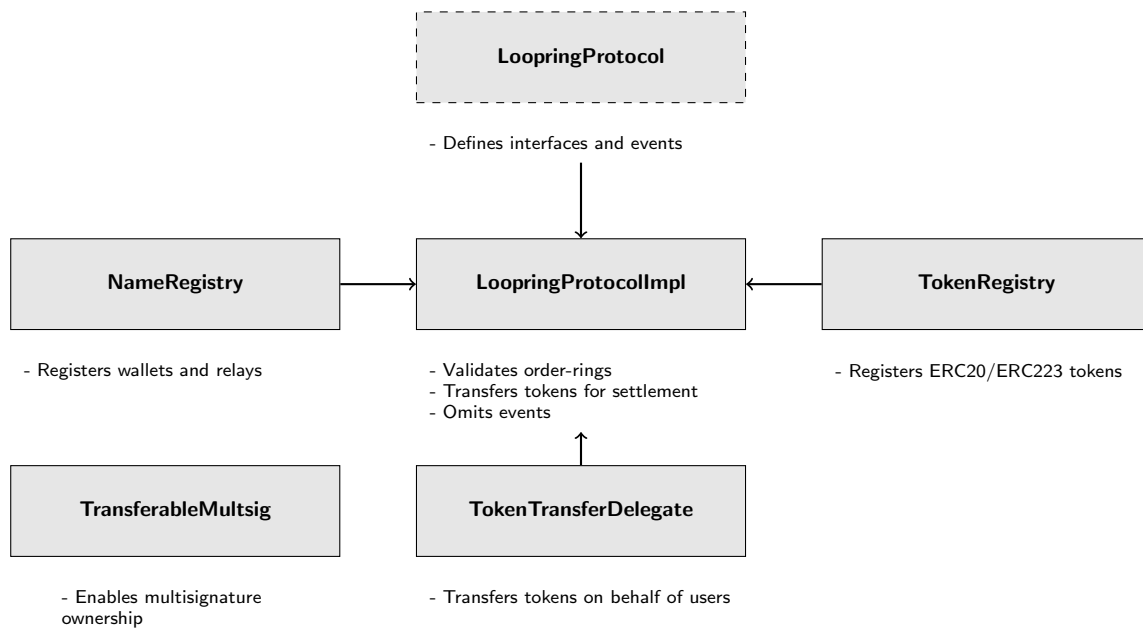 LoopringProtocol
- Defines interfaces and events
NameRegistry
LoopringProtocolImpl
TokenRegistry
- Registers wallets and relays
- Validates order-rings
- Transfers tokens for settlement
- Omits events
- Registers ERC20/ERC223 tokens
TransferableMultsig
TokenTransferDelegate
- Enables multisignature
ownership
- Transfers tokens on behalf of users